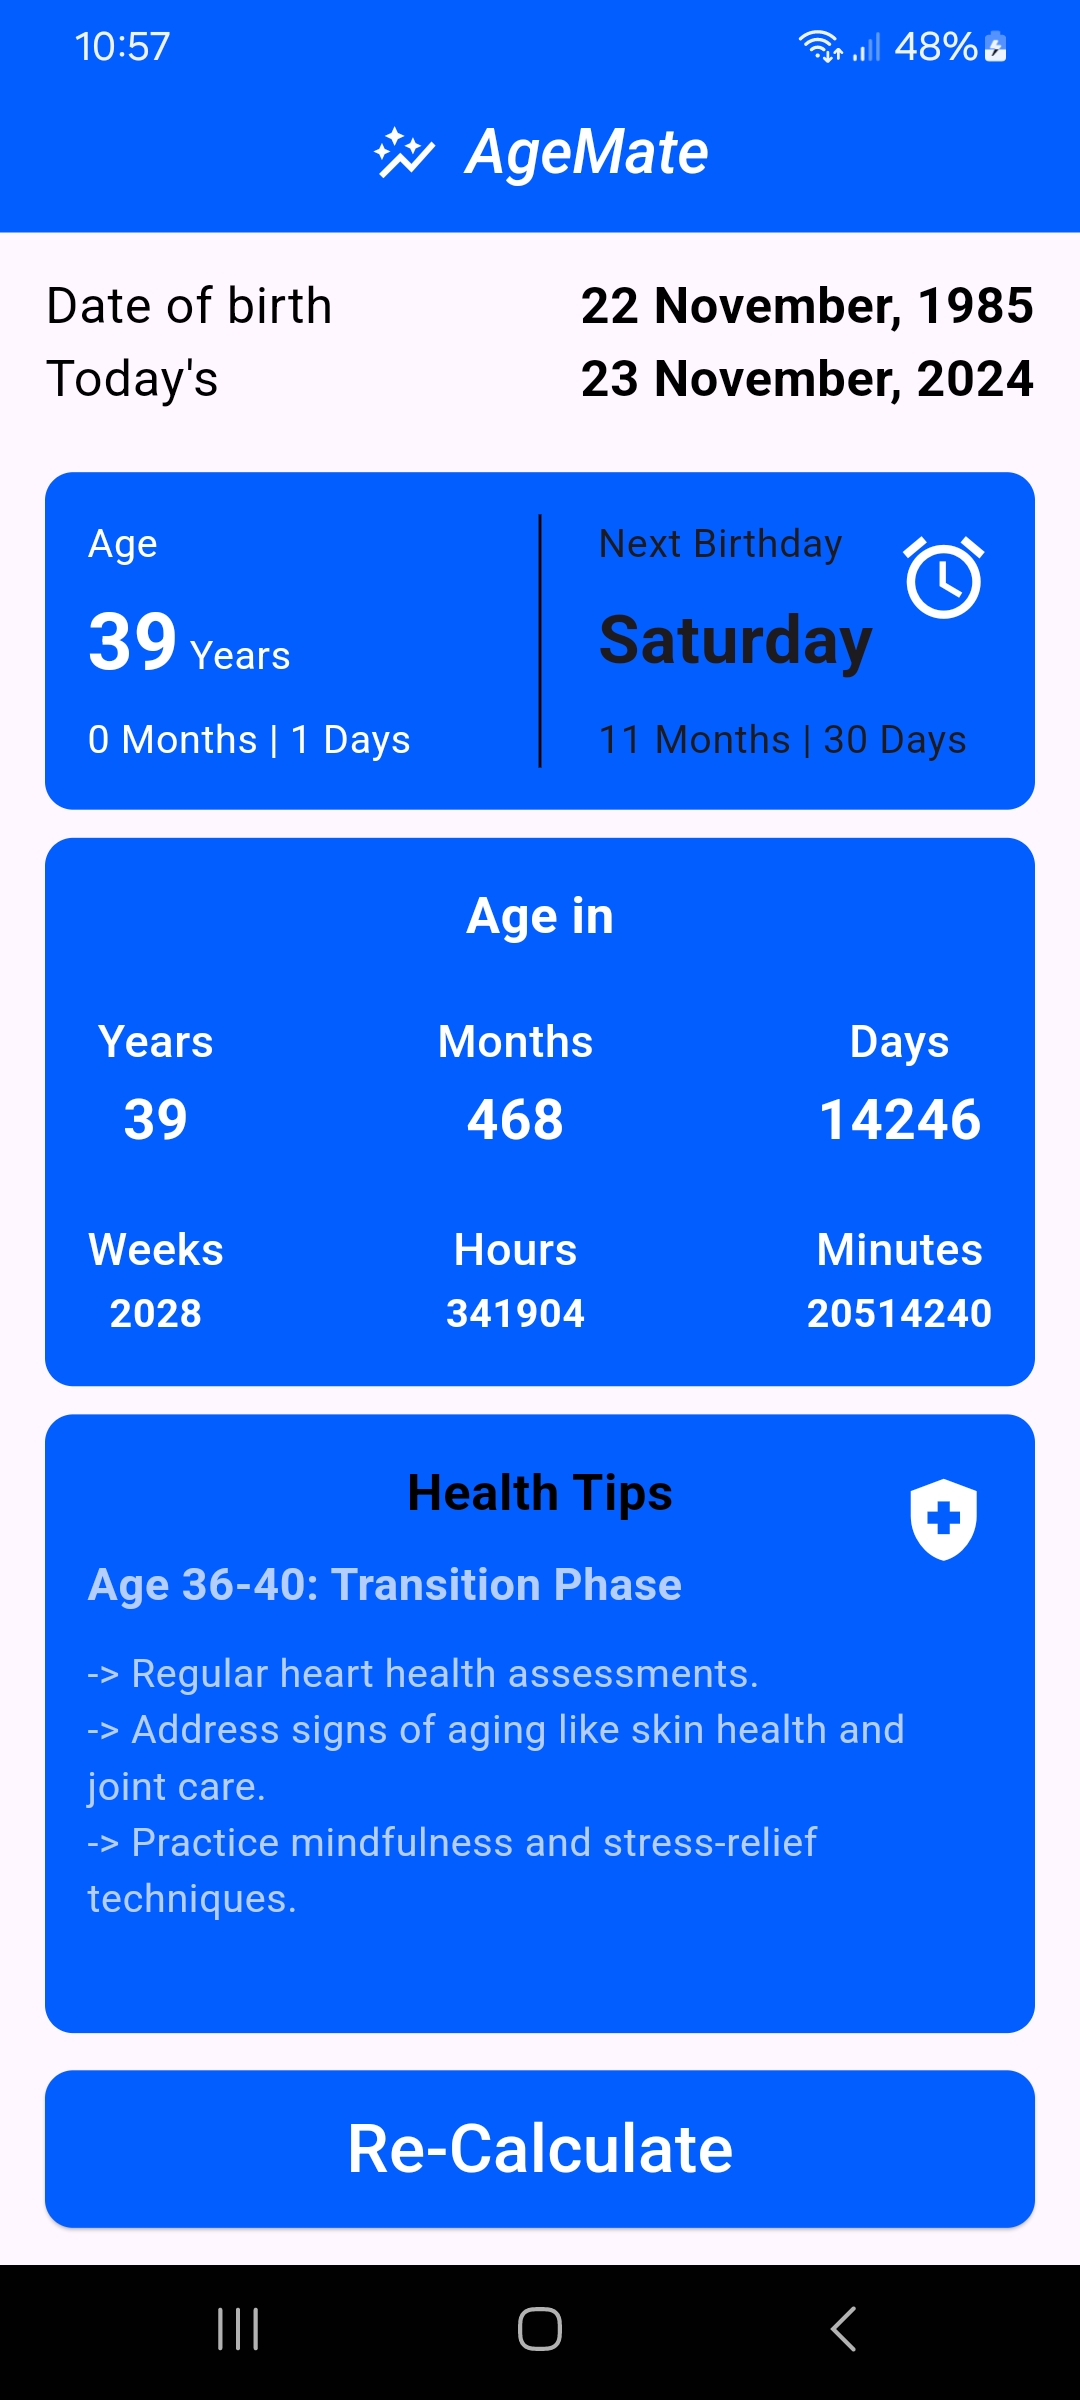 10:57
48%
AgeMate
Date of birth 22 November, 1985
Today's 23 November, 2024
Age
39 Years
0 Months | 1 Days
Next Birthday
Saturday
11 Months | 30 Days
Age in
Years Months Days
39 468 14246
Weeks Hours Minutes
2028 341904 20514240
Health Tips
Age 36-40: Transition Phase
-> Regular heart health assessments.
-> Address signs of aging like skin health and
joint care.
-> Practice mindfulness and stress-relief
techniques.
Re-Calculate